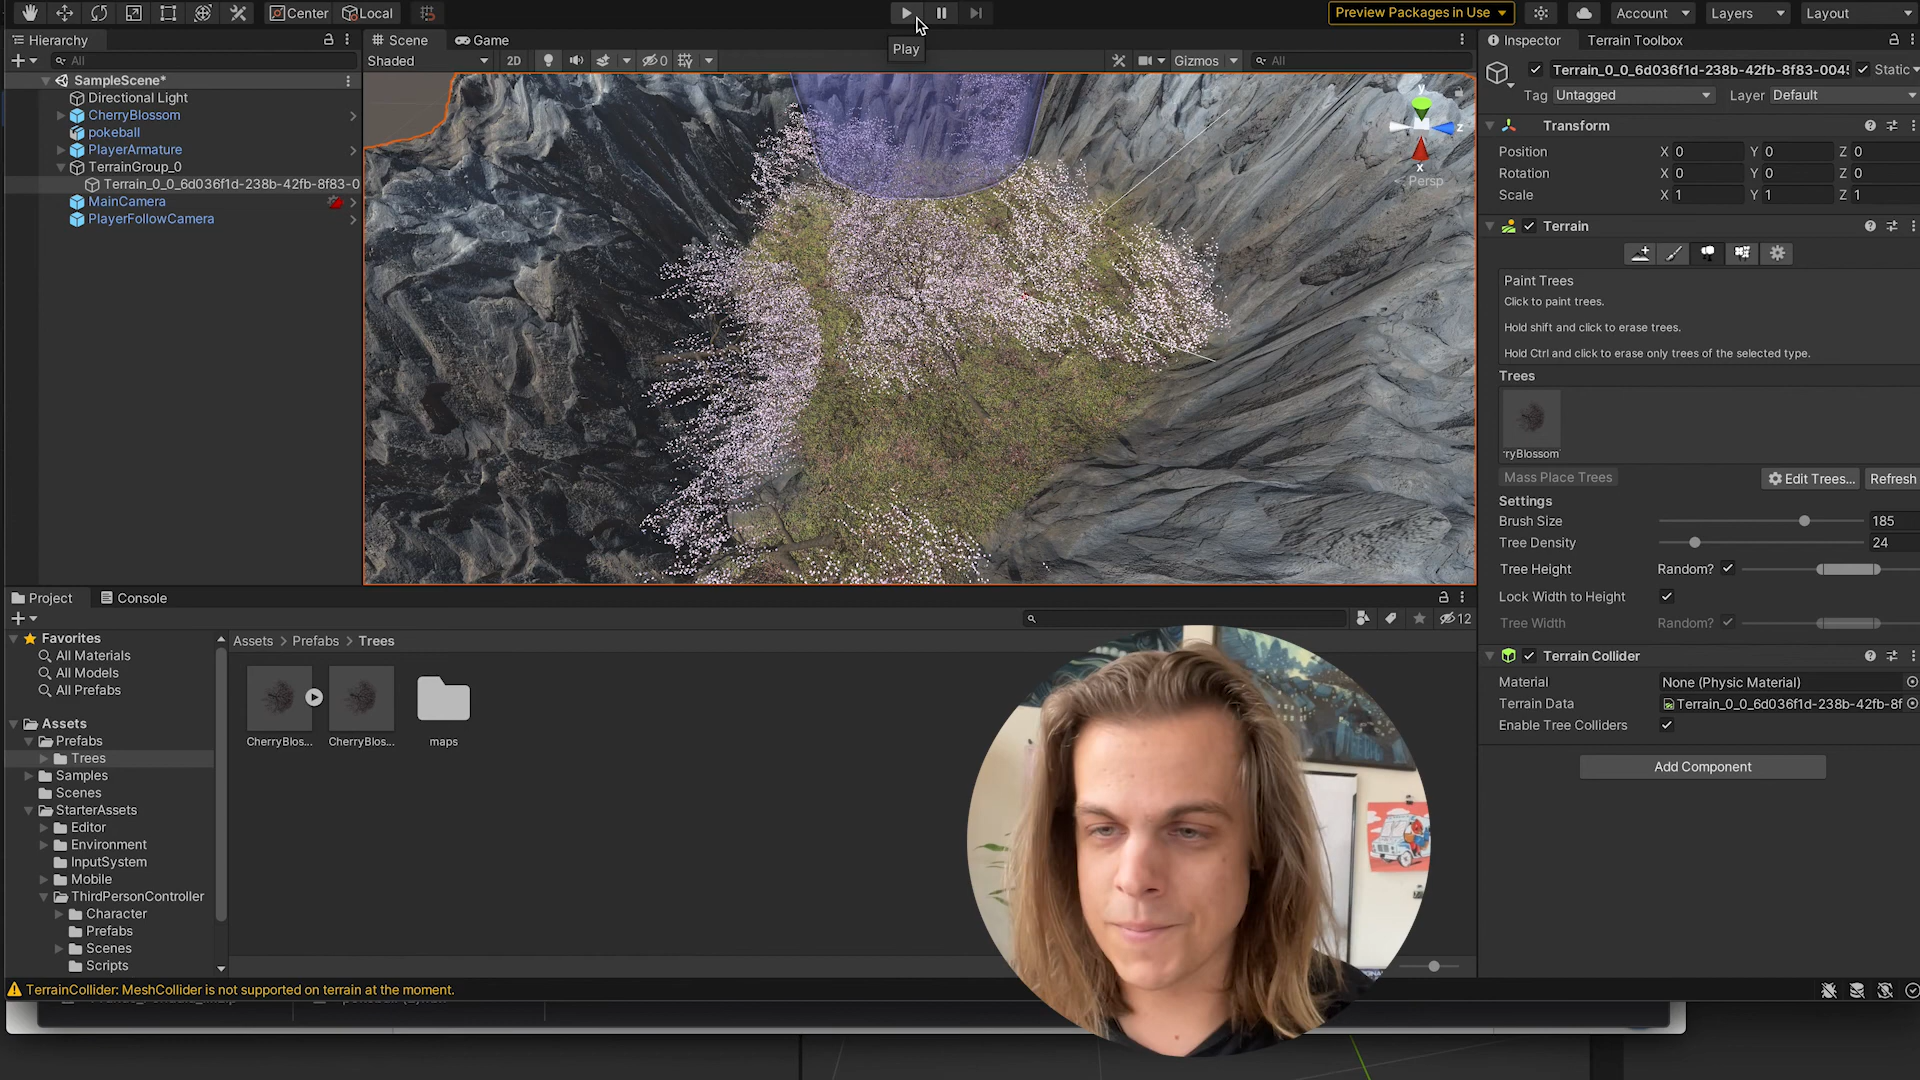 Center Local
Preview Packages in Use
Account
Layers
Layout
Hierarchy
Scene
Game
Play
Inspector
Terrain Toolbox
All
Shaded
2D
0
Gizmos
All
SampleScene*
Directional Light
CherryBlossom
pokeball
PlayerArmature
TerrainGroup_0
Terrain_0_0_6d036f1d-238b-42fb-8f83-0
MainCamera
PlayerFollowCamera
y
z
x
Persp
Terrain_0_0_6d036f1d-238b-42fb-8f83-004
Static
Tag Untagged
Layer Default
Transform
Position X 0 Y 0 Z 0
Rotation X 0 Y 0 Z 0
Scale X 1 Y 1 Z 1
Terrain
Paint Trees
Click to paint trees.
Hold shift and click to erase trees.
Hold Ctrl and click to erase only trees of the selected type.
Trees
ryBlossom
Mass Place Trees
Edit Trees...
Refresh
Settings
Brush Size 185
Tree Density 24
Tree Height Random?
Lock Width to Height
Tree Width Random?
Terrain Collider
Material None (Physic Material)
Terrain Data Terrain_0_0_6d036f1d-238b-42fb-8f
Enable Tree Colliders
Add Component
Project
Console
12
Favorites
All Materials
All Models
All Prefabs
Assets
Prefabs
Trees
Samples
Scenes
StarterAssets
Editor
Environment
InputSystem
Mobile
ThirdPersonController
Character
Prefabs
Scenes
Scripts
Assets > Prefabs > Trees
CherryBlos...
CherryBlos...
maps
TerrainCollider: MeshCollider is not supported on terrain at the moment.